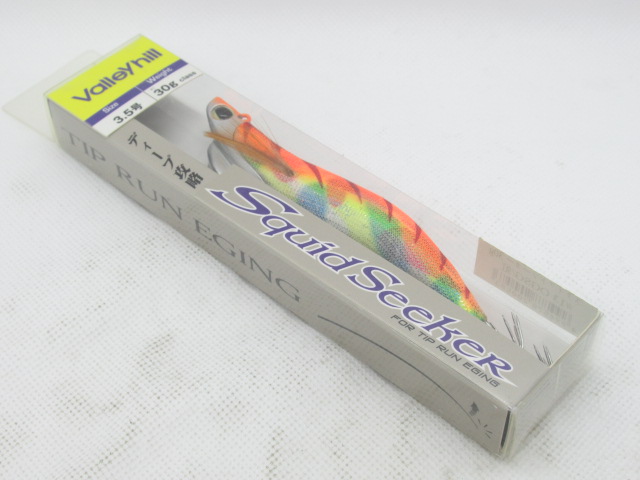 Valleyhill
Size
Weight
3.5号
30g class
ディープ攻略
Squid Seeker
FOR TIP RUN EGING
TIP RUN EGING